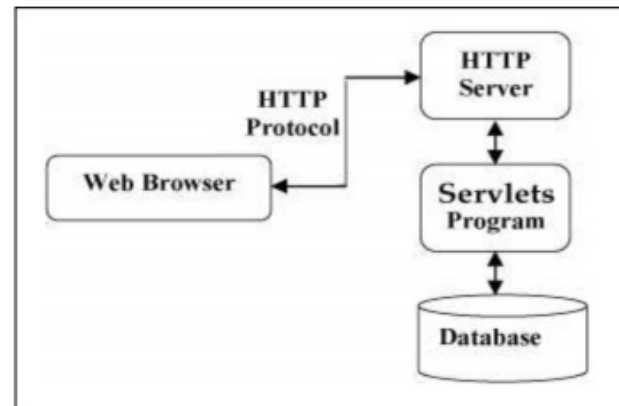 HTTP
Server
HTTP
Protocol
Web Browser
Servlets
Program
Database